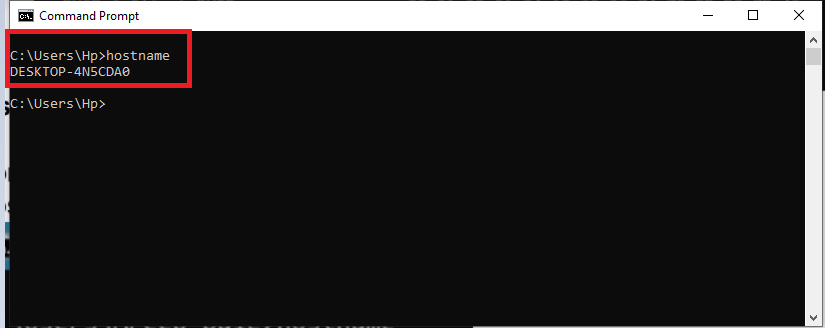 Command Prompt
C:\Users\Hp>hostname
DESKTOP-4N5CDA0
C:\Users\Hp>